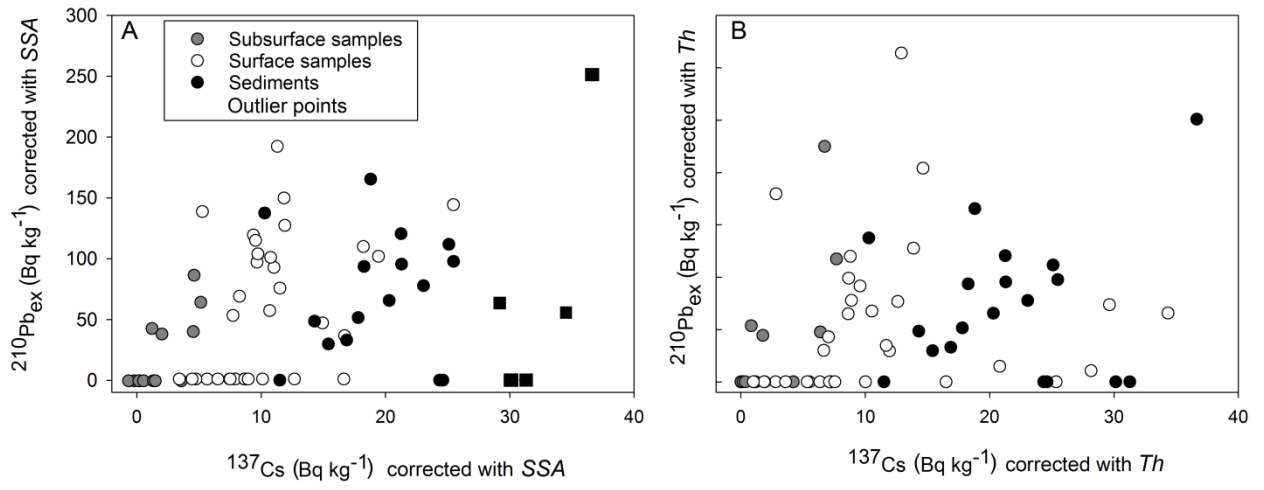 A
Subsurface samples
Surface samples
Sediments
Outlier points
300
250
200
150
100
50
0
210Pbex (Bq kg-1) corrected with SSA
0 10 20 30 40
137Cs (Bq kg-1) corrected with SSA
B
210Pbex (Bq kg-1) corrected with Th
0 10 20 30 40
137Cs (Bq kg-1) corrected with Th